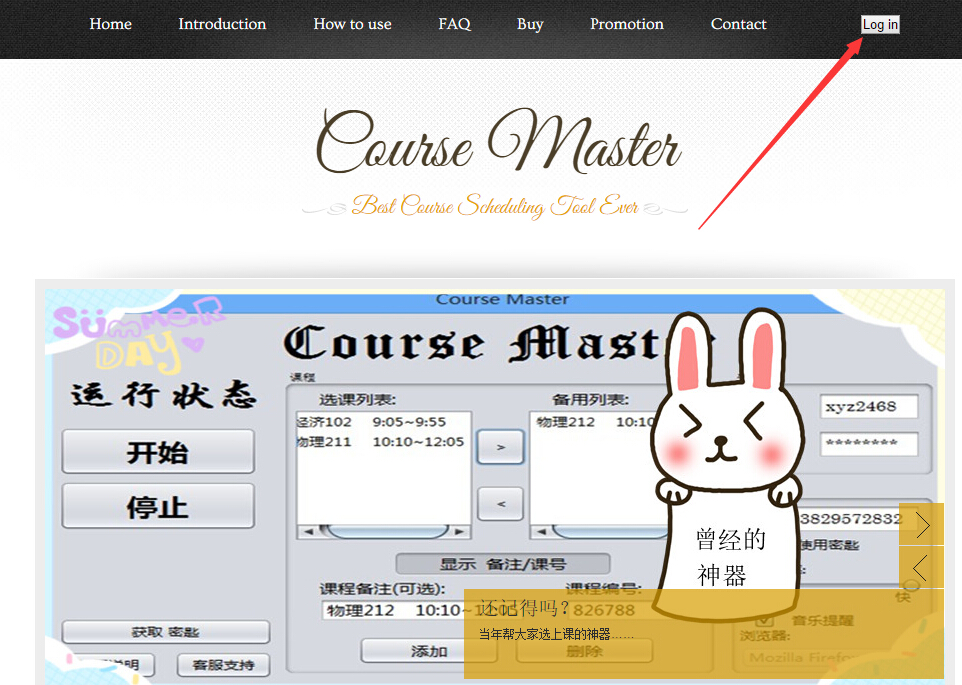 Home Introduction How to use FAQ Buy Promotion Contact Log in
Course Master
Best Course Scheduling Tool Ever
Course Master
SUMMER
DAY
Course Mast
运行状态
课程
选课列表:
备用列表:
经济102 9:05~9:55
物理211 10:10~12:05
物理212 10:10
xyz2468
********
开始
停止
>
<
3829572832
使用密匙
曾经的
神器
显示 备注/课号
课程备注(可选):
课程编号:
快
物理212 10:10~1
826788
还记得吗?
当年帮大家选上课的神器......
音乐提醒
浏览器:
Mozilla Firefo
获取 密匙
说明
客服支持
添加
删除